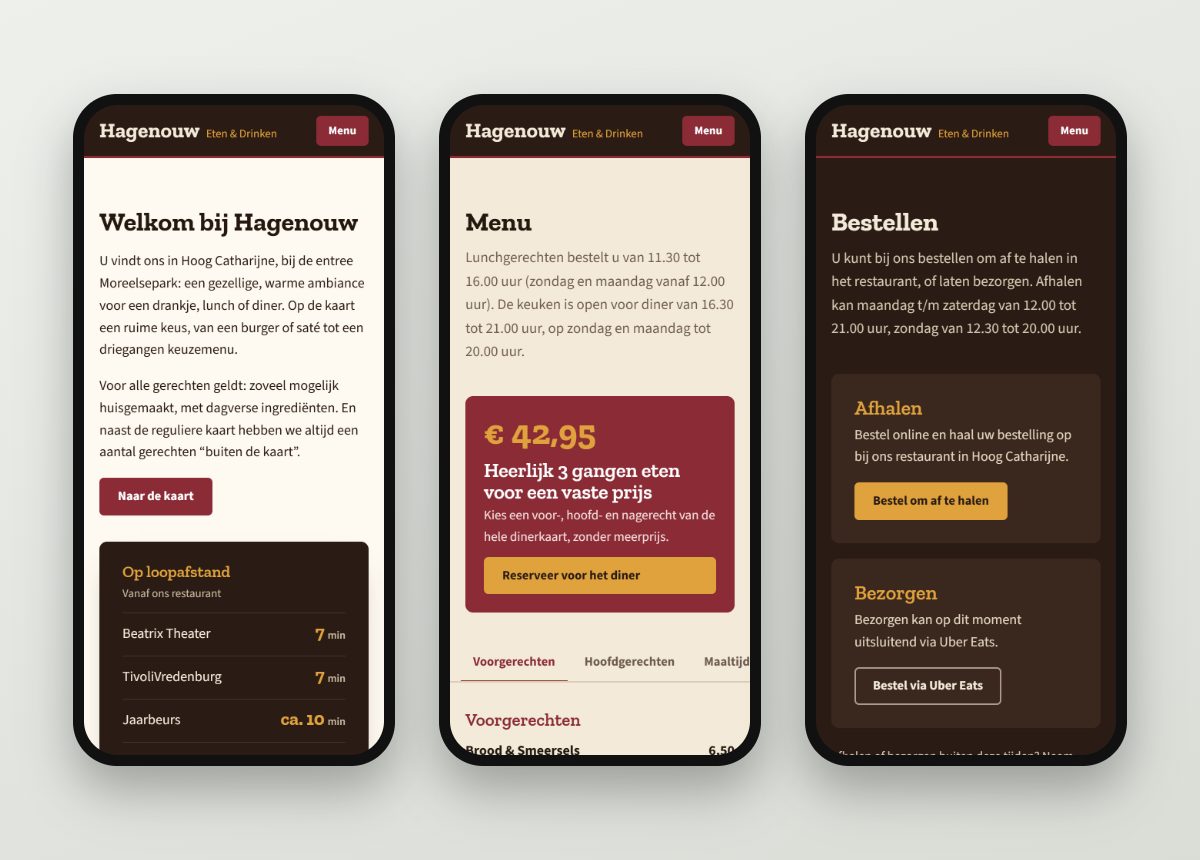 Hagenouw Eten & Drinken Menu
Welkom bij Hagenouw
U vindt ons in Hoog Catharijne, bij de entree
Moreelsepark: een gezellige, warme ambiance
voor een drankje, lunch of diner. Op de kaart
een ruime keus, van een burger of saté tot een
driegangen keuzemenu.
Voor alle gerechten geldt: zoveel mogelijk
huisgemaakt, met dagverse ingrediënten. En
naast de reguliere kaart hebben we altijd een
aantal gerechten “buiten de kaart”.
Naar de kaart
Op loopafstand
Vanaf ons restaurant
Beatrix Theater 7 min
TivoliVredenburg 7 min
Jaarbeurs ca. 10 min
Hagenouw Eten & Drinken Menu
Menu
Lunchgerechten bestelt u van 11.30 tot
16.00 uur (zondag en maandag vanaf 12.00
uur). De keuken is open voor diner van 16.30
tot 21.00 uur, op zondag en maandag tot
20.00 uur.
€ 42,95
Heerlijk 3 gangen eten
voor een vaste prijs
Kies een voor-, hoofd- en nagerecht van de
hele dinerkaart, zonder meerprijs.
Reserveer voor het diner
Voorgerechten Hoofdgerechten Maaltijd
Voorgerechten
Brood & Smeersels 6,50
Hagenouw Eten & Drinken Menu
Bestellen
U kunt bij ons bestellen om af te halen in
het restaurant, of laten bezorgen. Afhalen
kan maandag t/m zaterdag van 12.00 tot
21.00 uur, zondag van 12.30 tot 20.00 uur.
Afhalen
Bestel online en haal uw bestelling op
bij ons restaurant in Hoog Catharijne.
Bestel om af te halen
Bezorgen
Bezorgen kan op dit moment
uitsluitend via Uber Eats.
Bestel via Uber Eats
of bezorgen buiten deze tijden? Neem